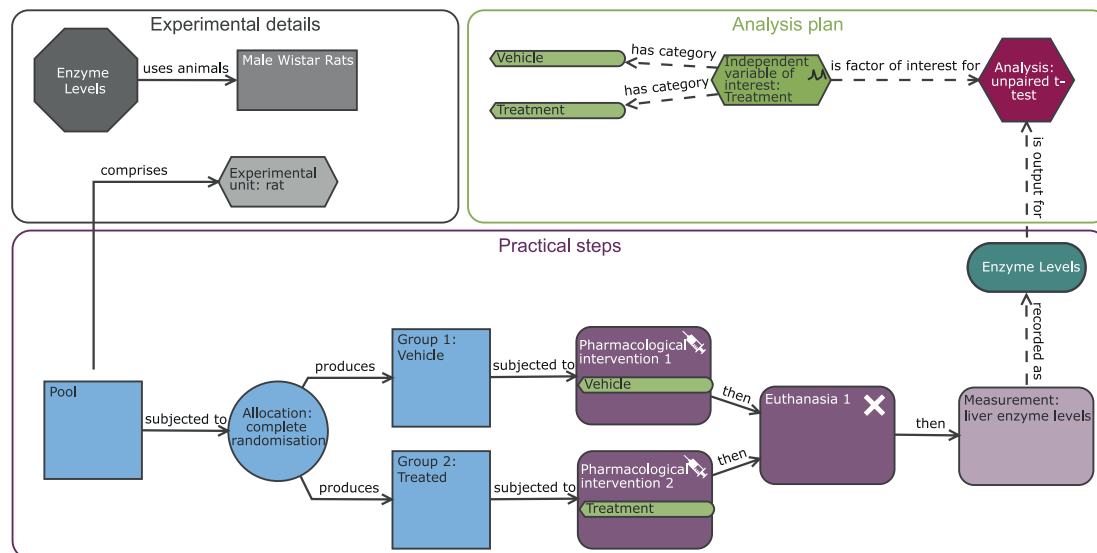 Experimental details
Enzyme
Levels
uses animals
Male Wistar Rats
comprises
Experimental
unit: rat
Analysis plan
Vehicle
has category
Treatment
has category
Independent
variable of
interest:
Treatment
is factor of interest for
Analysis:
unpaired t-
test
is output for
Practical steps
Enzyme Levels
recorded as
Pool
subjected to
Allocation:
complete
randomisation
produces
Group 1:
Vehicle
subjected to
Pharmacological
intervention 1
Vehicle
then
produces
Group 2:
Treated
subjected to
Pharmacological
intervention 2
Treatment
then
Euthanasia 1
then
Measurement:
liver enzyme levels